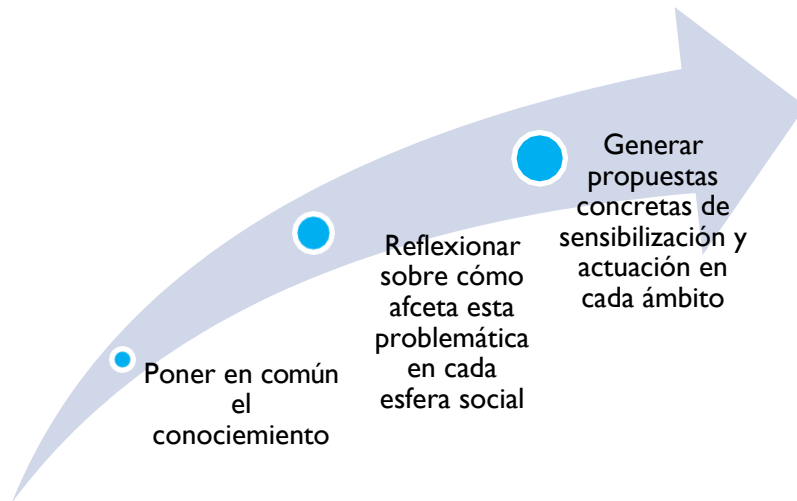 Poner en común
el
conociemiento
Reflexionar
sobre cómo
afceta esta
problemática
en cada
esfera social
Generar
propuestas
concretas de
sensibilización y
actuación en
cada ámbito